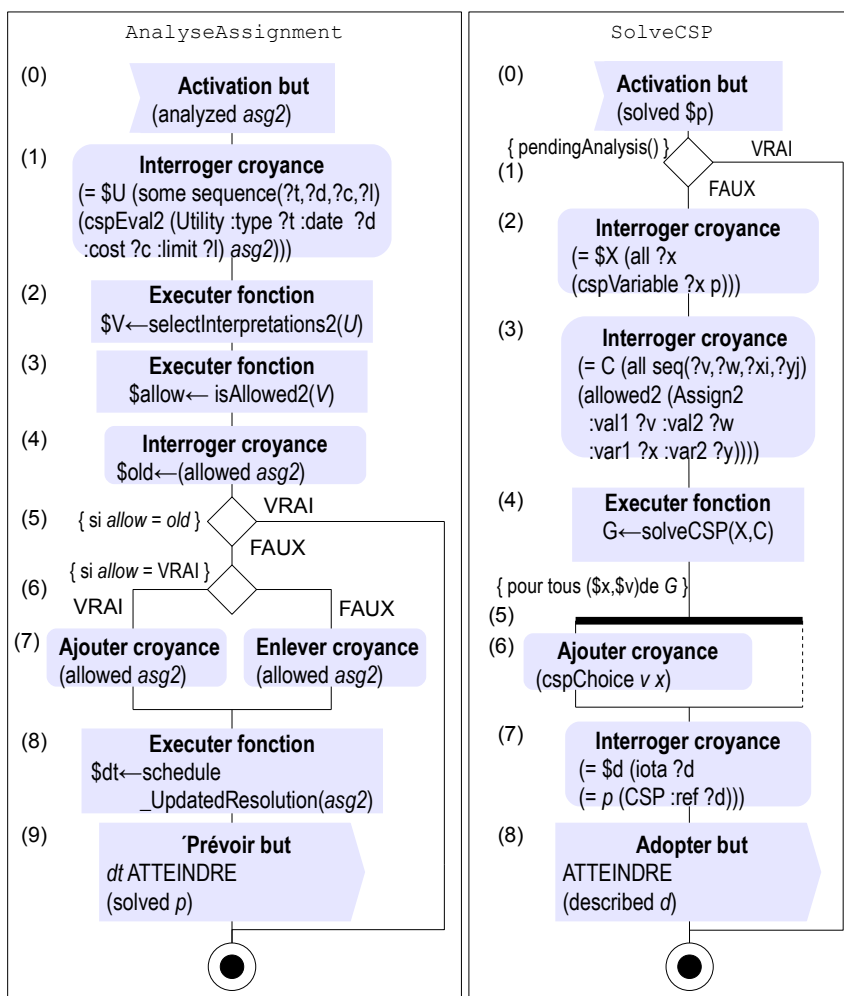 AnalyseAssignment
(0)
Activation but
(analyzed asg2)
(1)
Interroger croyance
(= $U (some sequence(?t,?d,?c,?l)
(cspEval2 (Utility :type ?t :date ?d
:cost ?c :limit ?l) asg2)))
(2)
Executer fonction
$V←selectInterpretations2(U)
(3)
Executer fonction
$allow← isAllowed2(V)
(4)
Interroger croyance
$old←(allowed asg2)
(5)
{ si allow = old }
VRAI
FAUX
(6)
{ si allow = VRAI }
VRAI
FAUX
(7)
Ajouter croyance
(allowed asg2)
Enlever croyance
(allowed asg2)
(8)
Executer fonction
$dt←schedule
_UpdatedResolution(asg2)
(9)
´Prévoir but
dt ATTEINDRE
(solved p)
SolveCSP
(0)
Activation but
(solved $p)
{ pendingAnalysis() }
VRAI
(1)
FAUX
(2)
Interroger croyance
(= $X (all ?x
(cspVariable ?x p)))
(3)
Interroger croyance
(= C (all seq(?v,?w,?xi,?yj)
(allowed2 (Assign2
:val1 ?v :val2 ?w
:var1 ?x :var2 ?y))))
(4)
Executer fonction
G←solveCSP(X,C)
{ pour tous ($x,$v)de G }
(5)
(6)
Ajouter croyance
(cspChoice v x)
(7)
Interroger croyance
(= $d (iota ?d
(= p (CSP :ref ?d)))
(8)
Adopter but
ATTEINDRE
(described d)